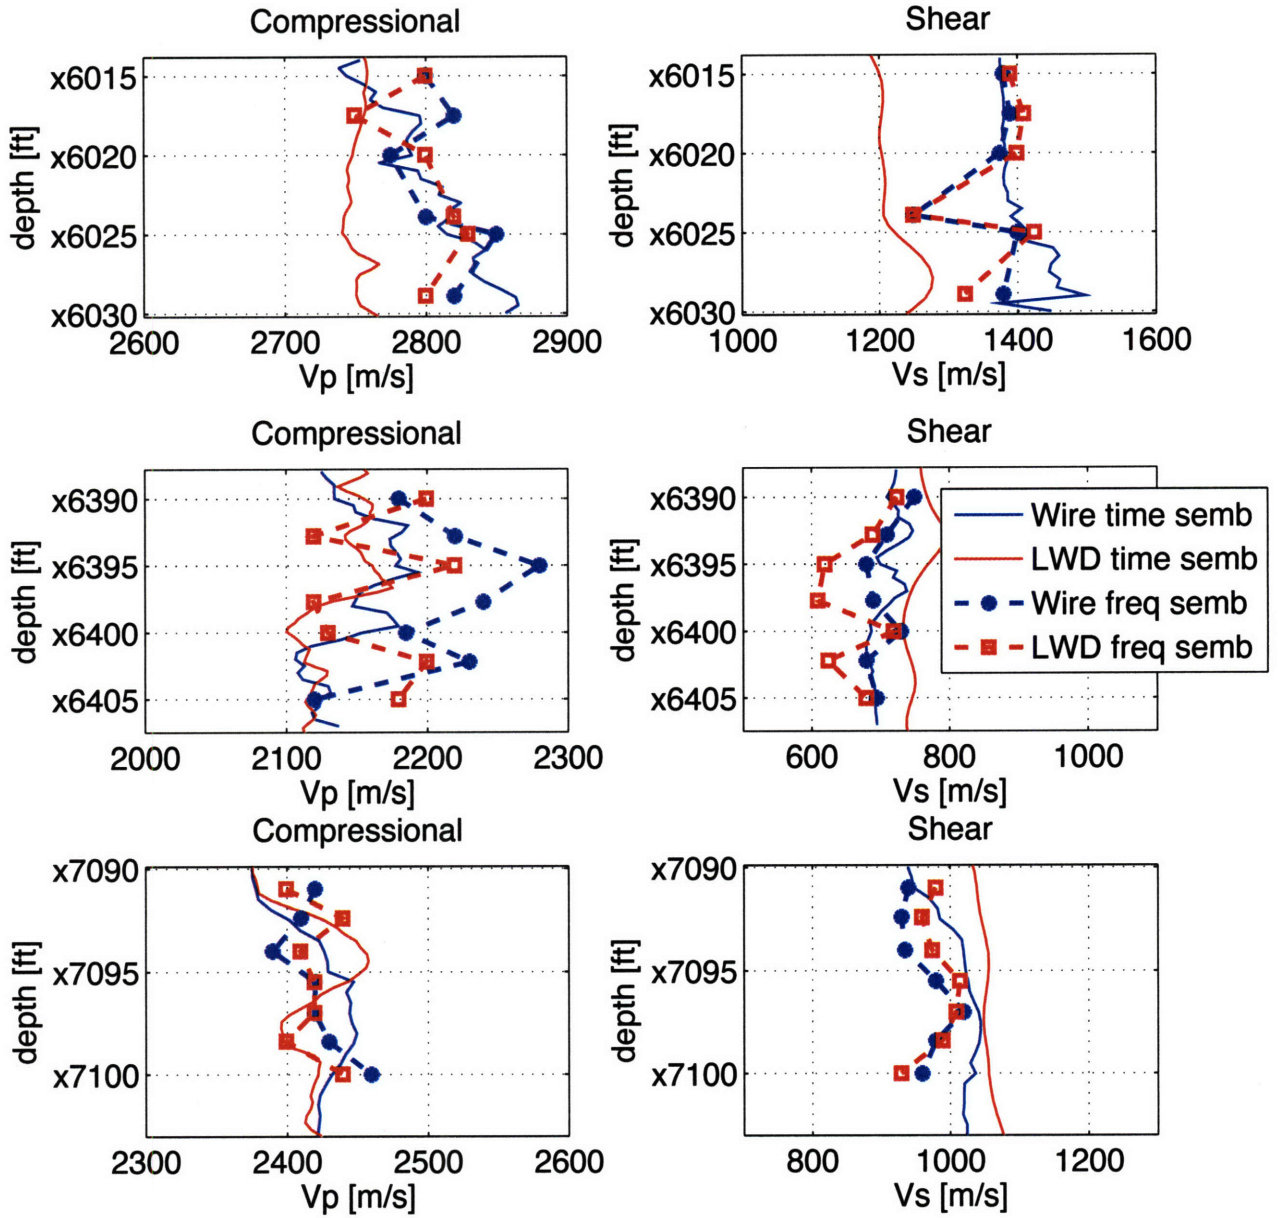 Compressional
Shear
x6015
x6020
x6025
x6030
depth [ft]
2600 2700 2800 2900
Vp [m/s]
x6015
x6020
x6025
x6030
depth [ft]
1000 1200 1400 1600
Vs [m/s]
Compressional
Shear
x6390
x6395
x6400
x6405
depth [ft]
2000 2100 2200 2300
Vp [m/s]
x6390
x6395
x6400
x6405
depth [ft]
600 800 1000
Vs [m/s]
Wire time semb
LWD time semb
Wire freq semb
LWD freq semb
Compressional
Shear
x7090
x7095
x7100
depth [ft]
2300 2400 2500 2600
Vp [m/s]
x7090
x7095
x7100
depth [ft]
800 1000 1200
Vs [m/s]